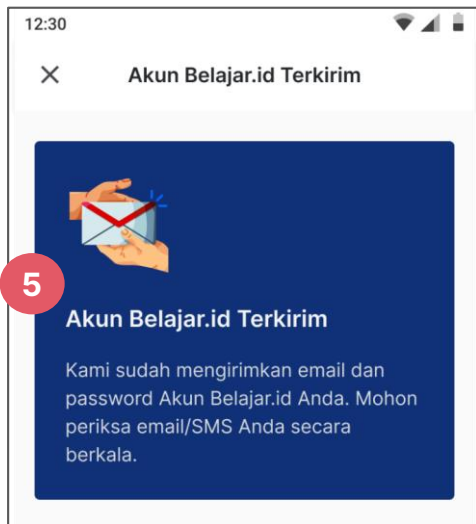 12:30
Akun Belajar.id Terkirim
5
Akun Belajar.id Terkirim
Kami sudah mengirimkan email dan
password Akun Belajar.id Anda. Mohon
periksa email/SMS Anda secara
berkala.